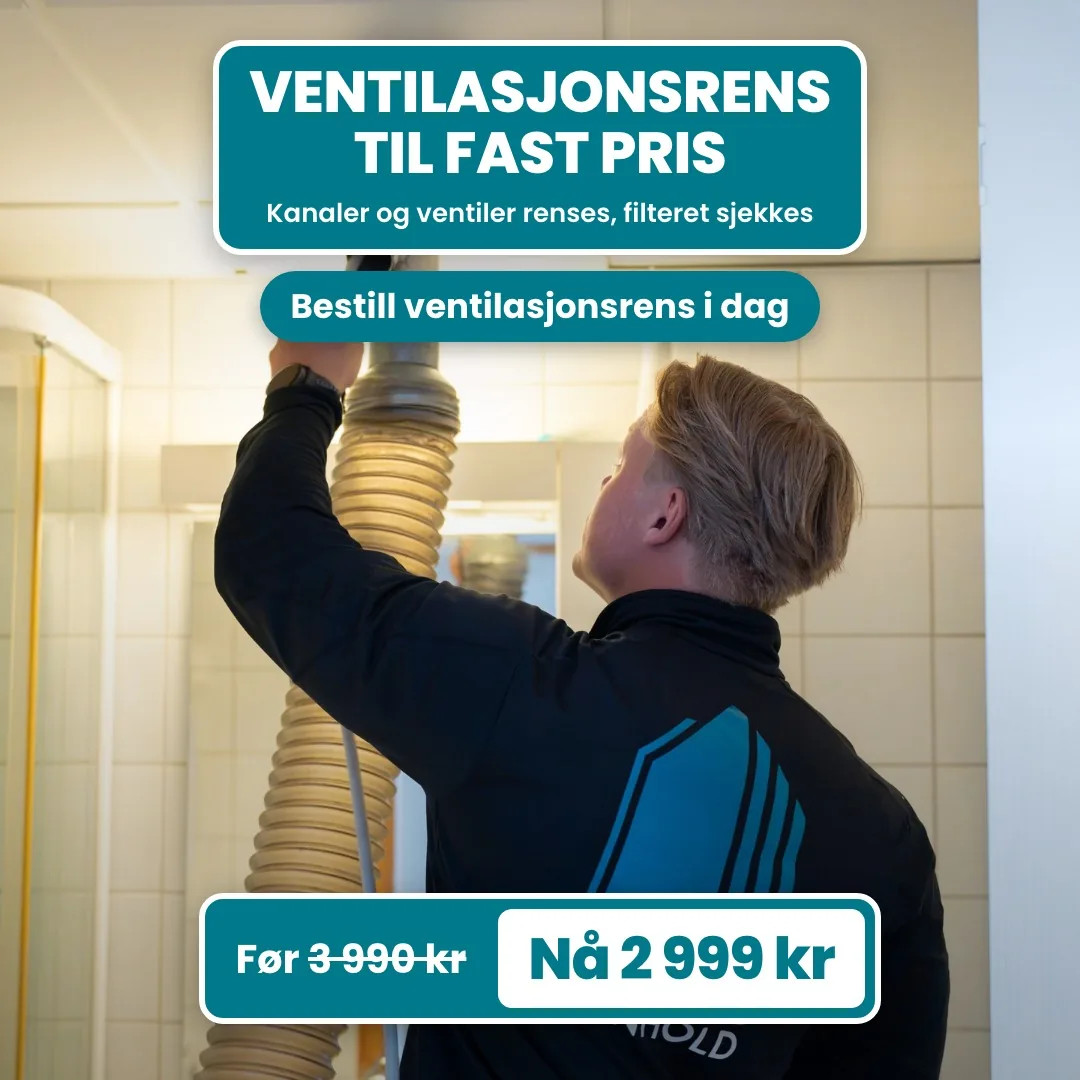 VENTILASJONSRENS
TIL FAST PRIS
Kanaler og ventiler renses, filteret sjekkes
Bestill ventilasjonsrens i dag
Før 3 990 kr
Nå 2 999 kr